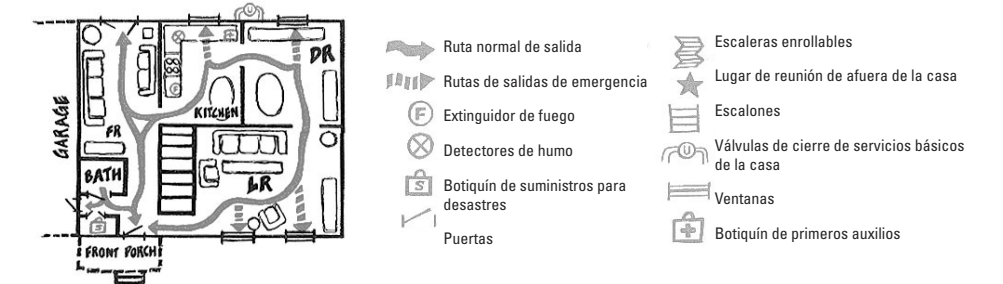 DR
KITCHEN
GARAGE
FR
BATH
LR
S
FRONT PORCH
F
U
Ruta normal de salida
Rutas de salidas de emergencia
F
Extinguidor de fuego
Detectores de humo
S
Botiquín de suministros para
desastres
Puertas
Escaleras enrollables
Lugar de reunión de afuera de la casa
Escalones
U
Válvulas de cierre de servicios básicos
de la casa
Ventanas
Botiquín de primeros auxilios